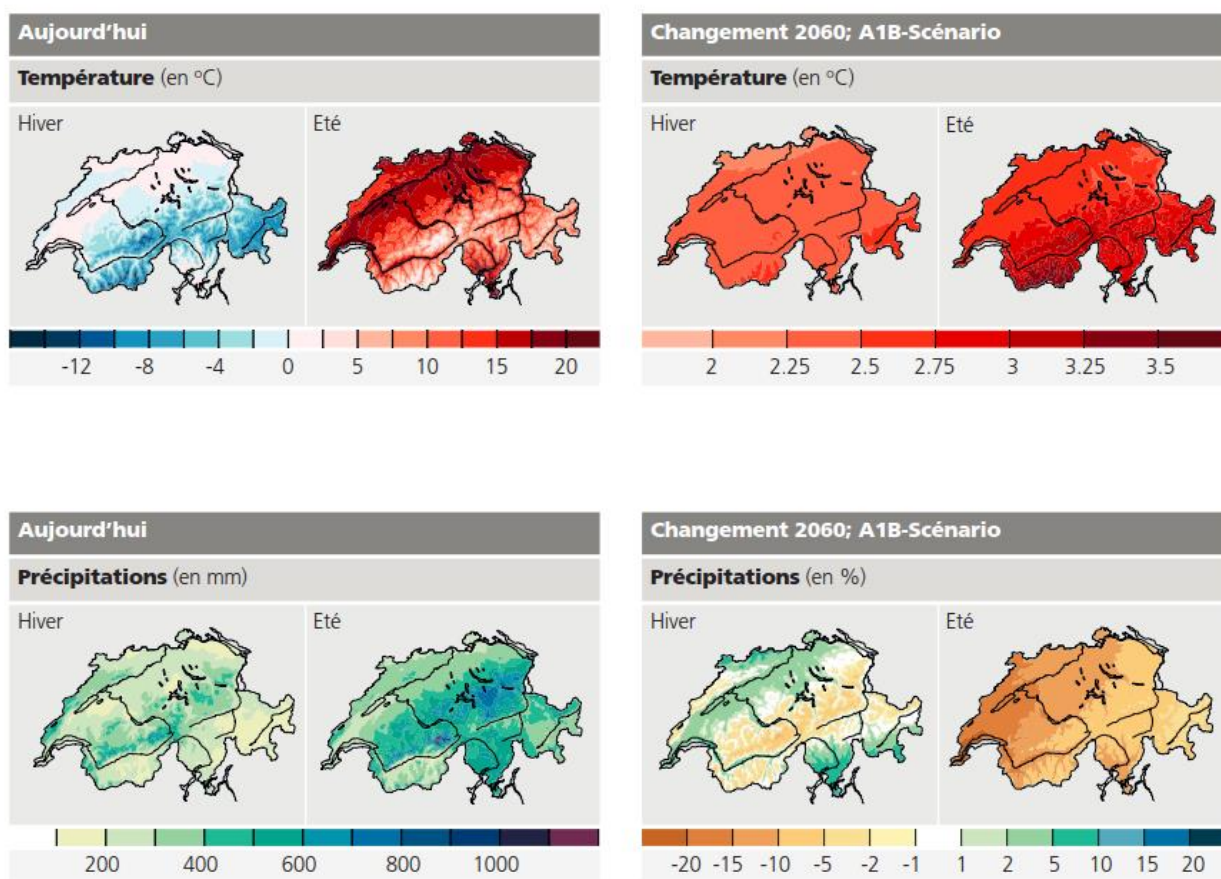 Aujourd'hui
Température (en °C)
Hiver
Eté
-12 -8 -4 0 5 10 15 20
Changement 2060; A1B-Scénario
Température (en °C)
Hiver
Eté
2 2.25 2.5 2.75 3 3.25 3.5
Aujourd'hui
Précipitations (en mm)
Hiver
Eté
200 400 600 800 1000
Changement 2060; A1B-Scénario
Précipitations (en %)
Hiver
Eté
-20 -15 -10 -5 -2 -1 1 2 5 10 15 20